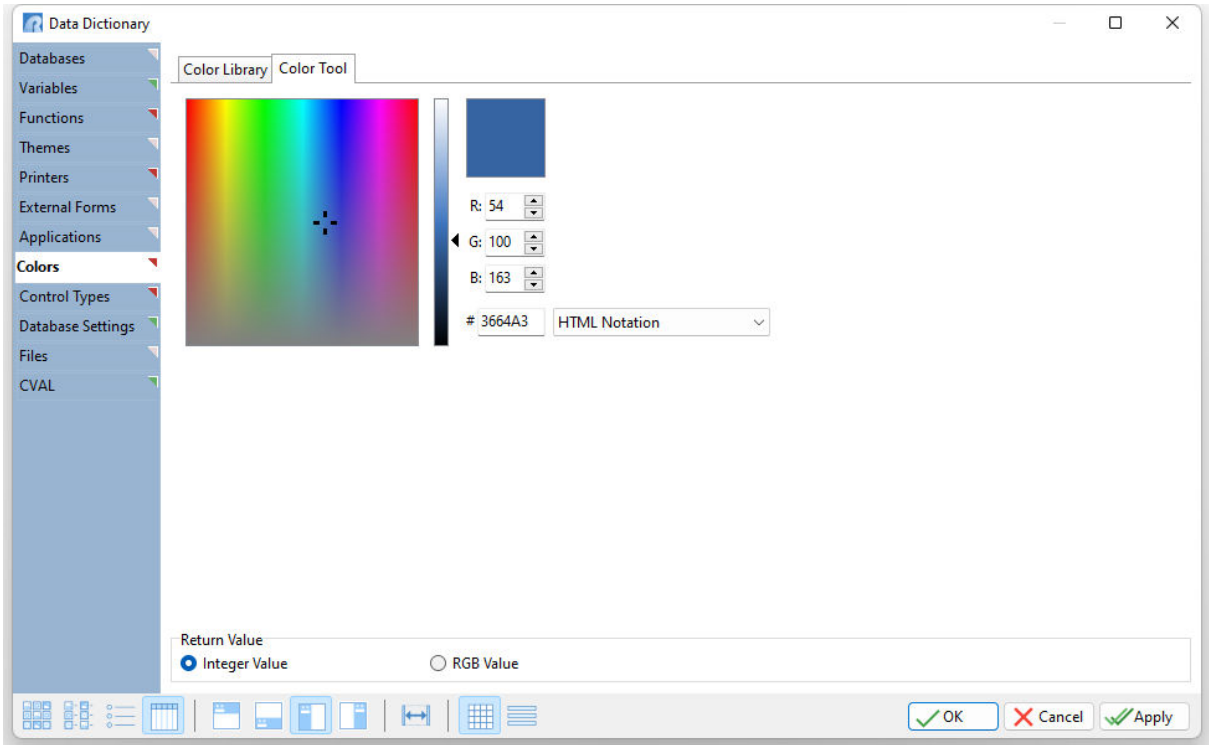 Data Dictionary
Databases
Variables
Functions
Themes
Printers
External Forms
Applications
Colors
Control Types
Database Settings
Files
CVAL
Color Library
Color Tool
R: 54
G: 100
B: 163
# 3664A3
HTML Notation
Return Value
Integer Value
RGB Value
OK
Cancel
Apply